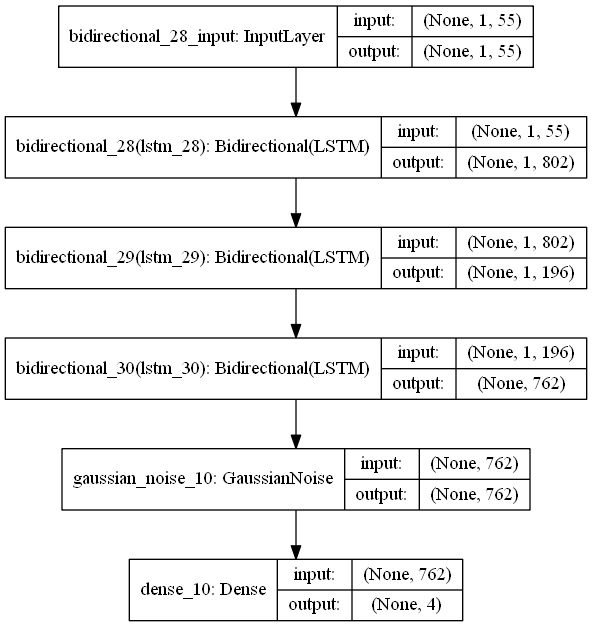 bidirectional_28_input: InputLayer
input: (None, 1, 55)
output: (None, 1, 55)
bidirectional_28(lstm_28): Bidirectional(LSTM)
input: (None, 1, 55)
output: (None, 1, 802)
bidirectional_29(lstm_29): Bidirectional(LSTM)
input: (None, 1, 802)
output: (None, 1, 196)
bidirectional_30(lstm_30): Bidirectional(LSTM)
input: (None, 1, 196)
output: (None, 762)
gaussian_noise_10: GaussianNoise
input: (None, 762)
output: (None, 762)
dense_10: Dense
input: (None, 762)
output: (None, 4)